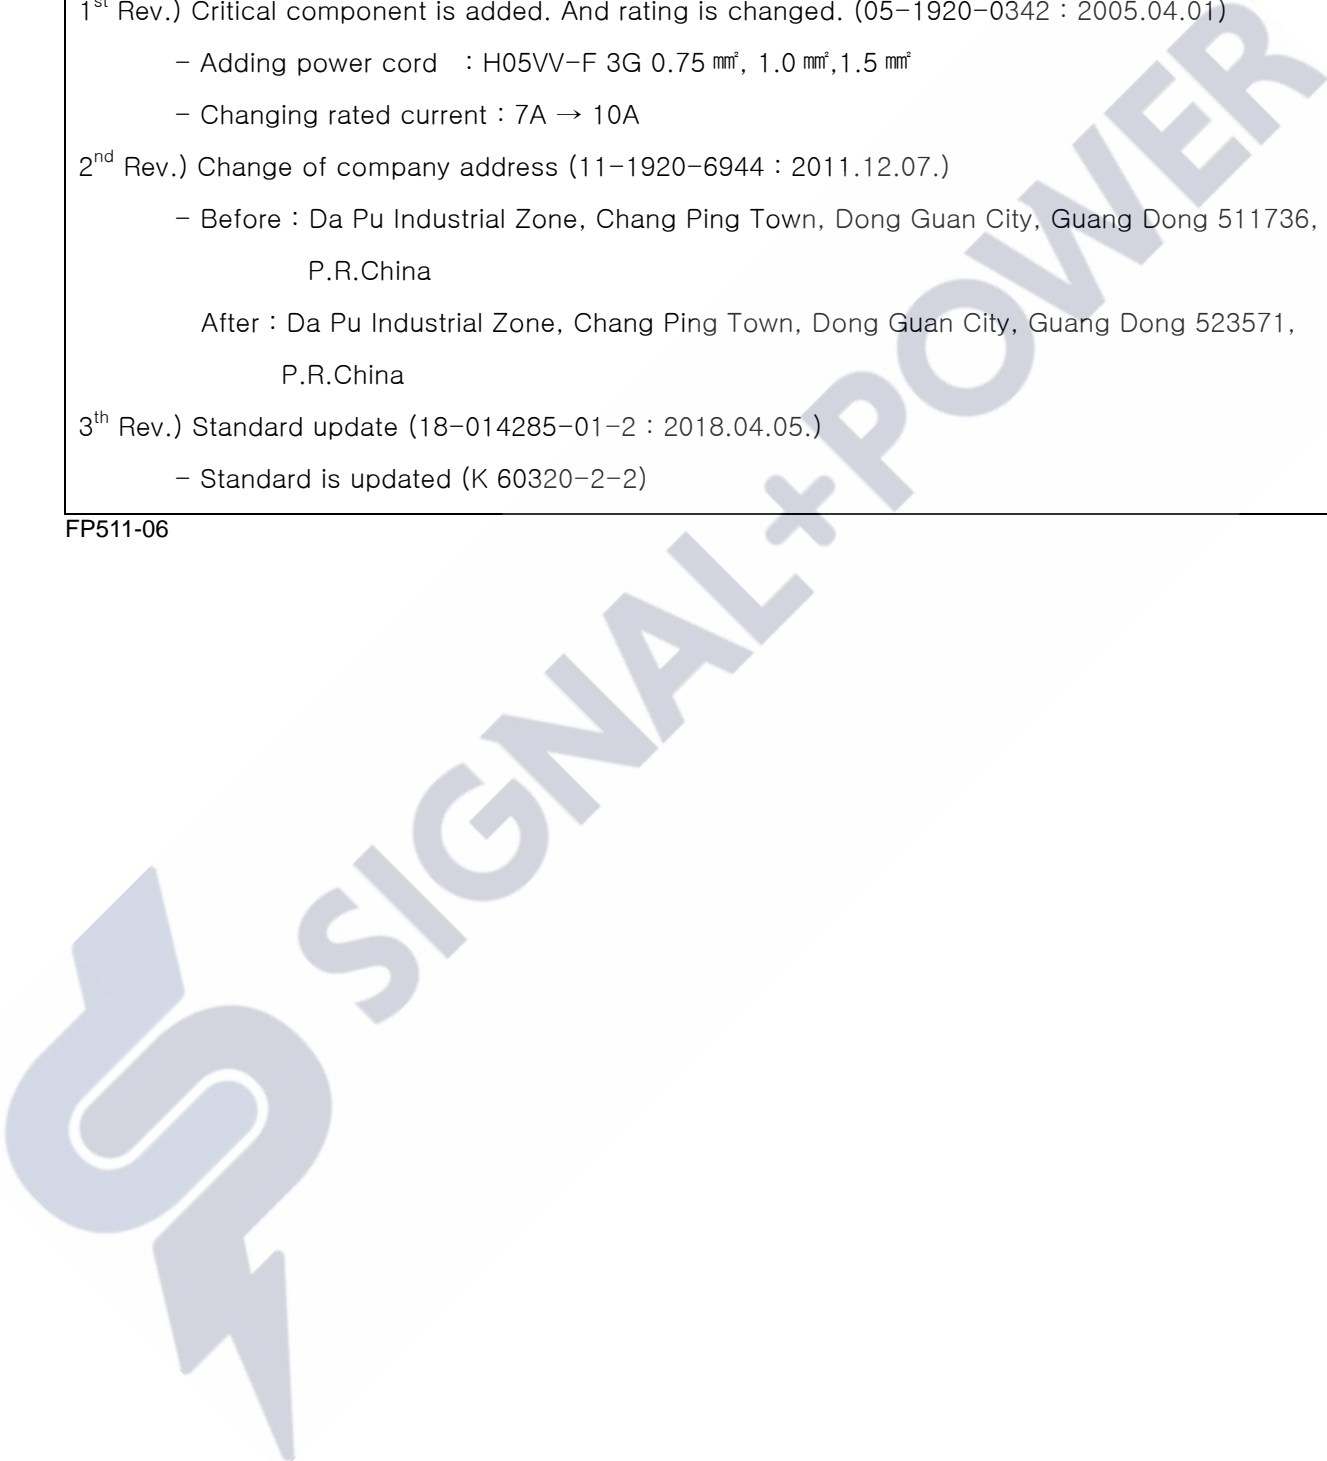 1st Rev.) Critical component is added. And rating is changed. (05-1920-0342 : 2005.04.01)
- Adding power cord : H05VV-F 3G 0.75 ㎟, 1.0 ㎟,1.5 ㎟
- Changing rated current : 7A → 10A
2nd Rev.) Change of company address (11-1920-6944 : 2011.12.07.)
- Before : Da Pu Industrial Zone, Chang Ping Town, Dong Guan City, Guang Dong 511736,
P.R.China
After : Da Pu Industrial Zone, Chang Ping Town, Dong Guan City, Guang Dong 523571,
P.R.China
3th Rev.) Standard update (18-014285-01-2 : 2018.04.05.)
- Standard is updated (K 60320-2-2)
FP511-06
SIGNAL+POWER